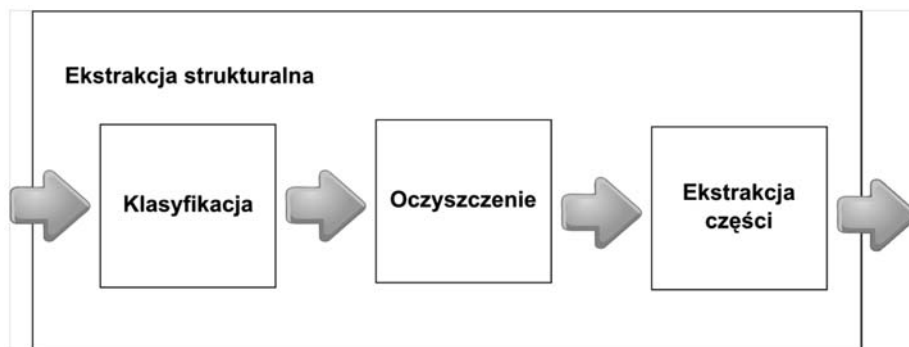 Ekstrakcja strukturalna
Klasyfikacja
Oczyszczenie
Ekstrakcja
części